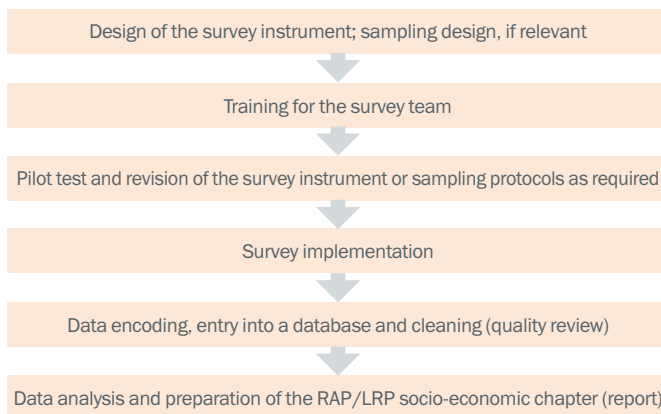 Design of the survey instrument; sampling design, if relevant
Training for the survey team
Pilot test and revision of the survey instrument or sampling protocols as required
Survey implementation
Data encoding, entry into a database and cleaning (quality review)
Data analysis and preparation of the RAP/LRP socio-economic chapter (report)